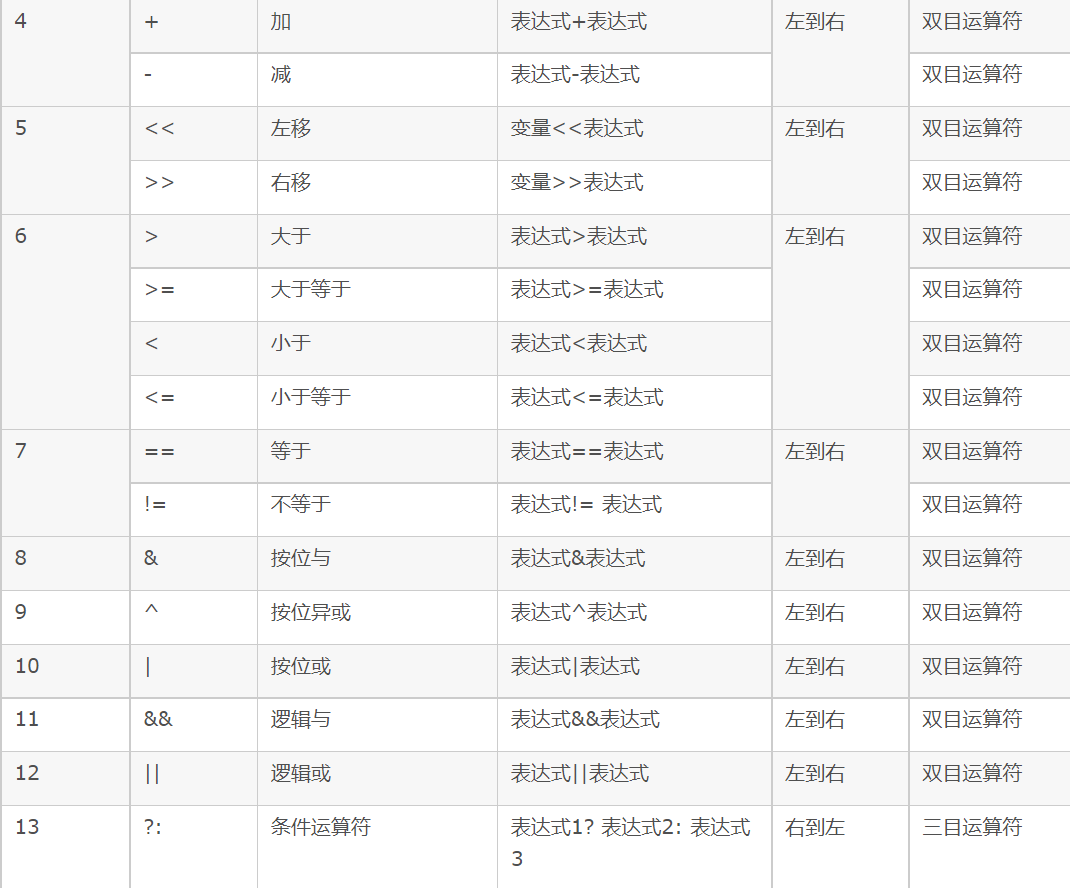 4 + 加 表达式+表达式 左到右 双目运算符
- 减 表达式-表达式 双目运算符
5 << 左移 变量<<表达式 左到右 双目运算符
>> 右移 变量>>表达式 双目运算符
6 > 大于 表达式>表达式 左到右 双目运算符
>= 大于等于 表达式>=表达式 双目运算符
< 小于 表达式<表达式 双目运算符
<= 小于等于 表达式<=表达式 双目运算符
7 == 等于 表达式==表达式 左到右 双目运算符
!= 不等于 表达式!= 表达式 双目运算符
8 & 按位与 表达式&表达式 左到右 双目运算符
9 ^ 按位异或 表达式^表达式 左到右 双目运算符
10 | 按位或 表达式|表达式 左到右 双目运算符
11 && 逻辑与 表达式&&表达式 左到右 双目运算符
12 || 逻辑或 表达式||表达式 左到右 双目运算符
13 ?: 条件运算符 表达式1? 表达式2: 表达式 右到左 三目运算符
3